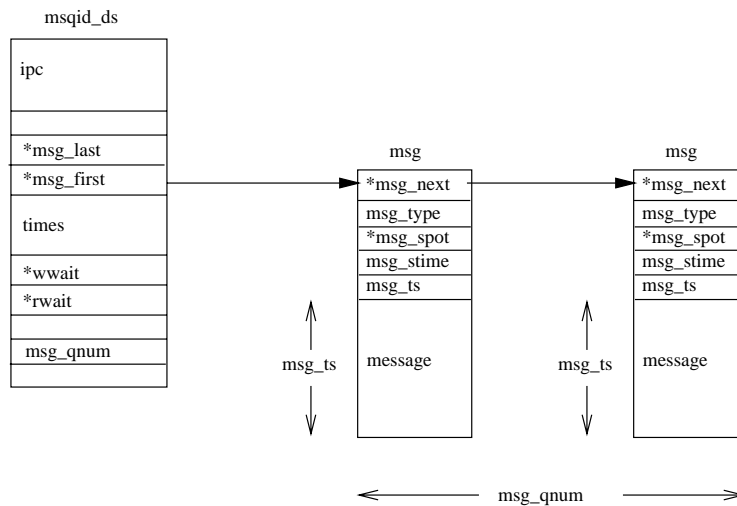 msqid_ds
ipc
*msg_last
*msg_first
times
*wwait
*rwait
msg_qnum
msg
*msg_next
msg_type
*msg_spot
msg_stime
msg_ts
message
msg_ts
msg
*msg_next
msg_type
*msg_spot
msg_stime
msg_ts
message
msg_ts
msg_qnum